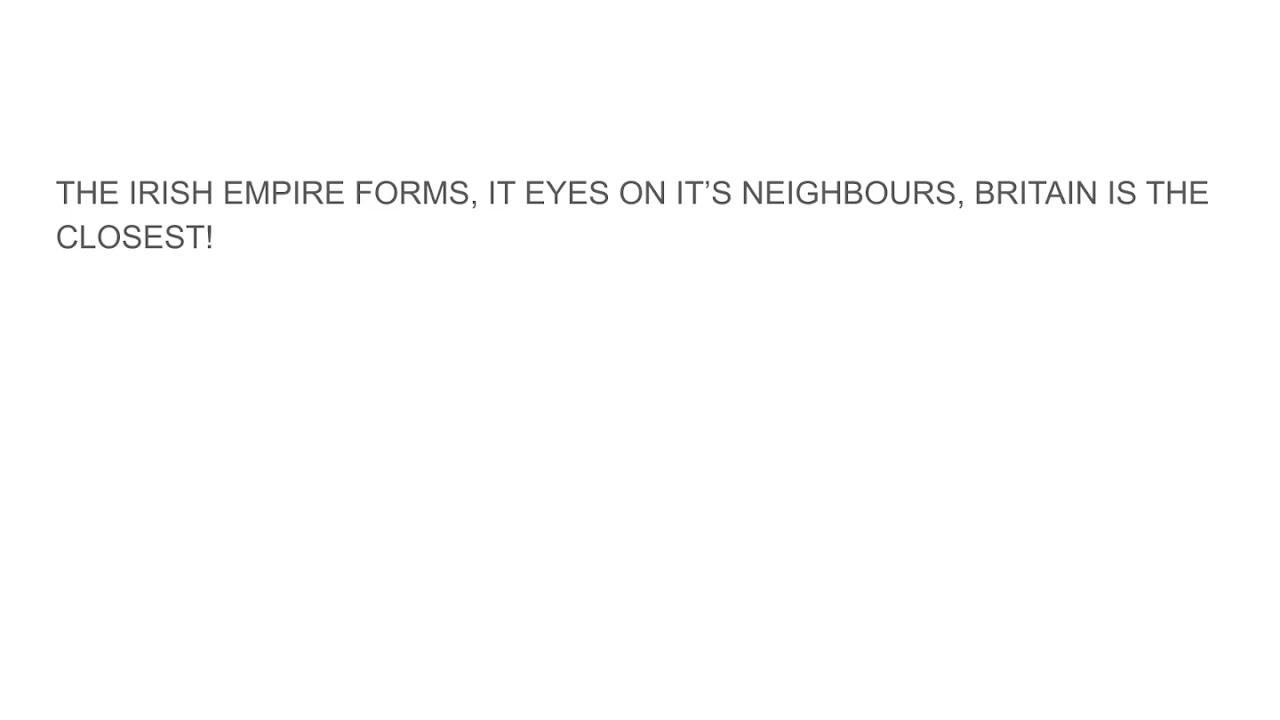 THE IRISH EMPIRE FORMS, IT EYES ON IT’S NEIGHBOURS, BRITAIN IS THE
CLOSEST!